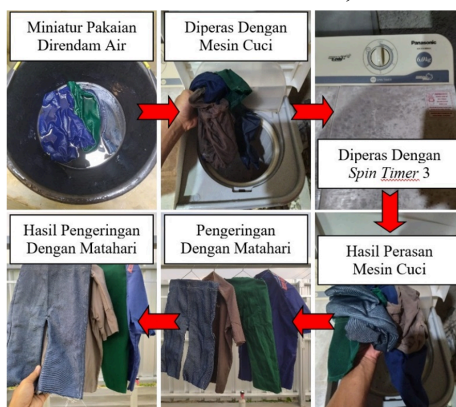 Miniatur Pakaian
Direndam Air
Diperas Dengan
Mesin Cuci
Panasonic
Diperas Dengan
Spin Timer 3
Hasil Pengeringan
Dengan Matahari
Pengeringan
Dengan Matahari
Hasil Perasan
Mesin Cuci